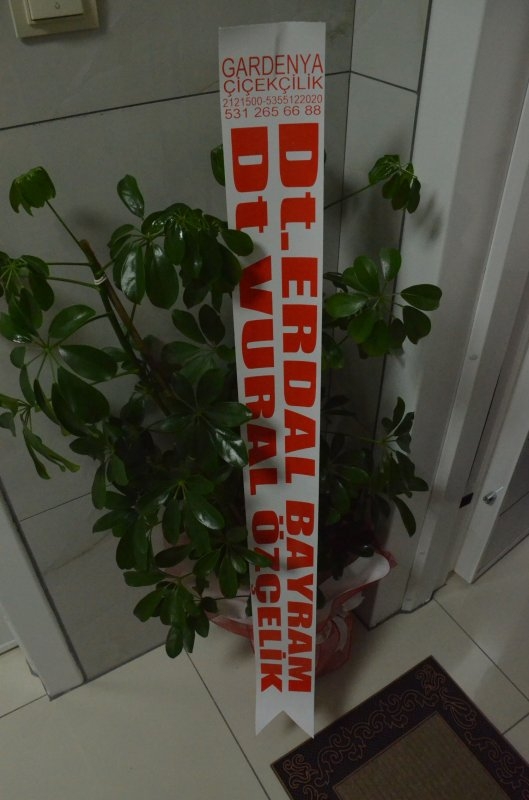 GARDENYA
ÇİÇEKÇİLİK
2121500-5355122020
531 265 66 88
Dt.ERDAL BAYRAM
Dt.VURAL ÖZÇELİK